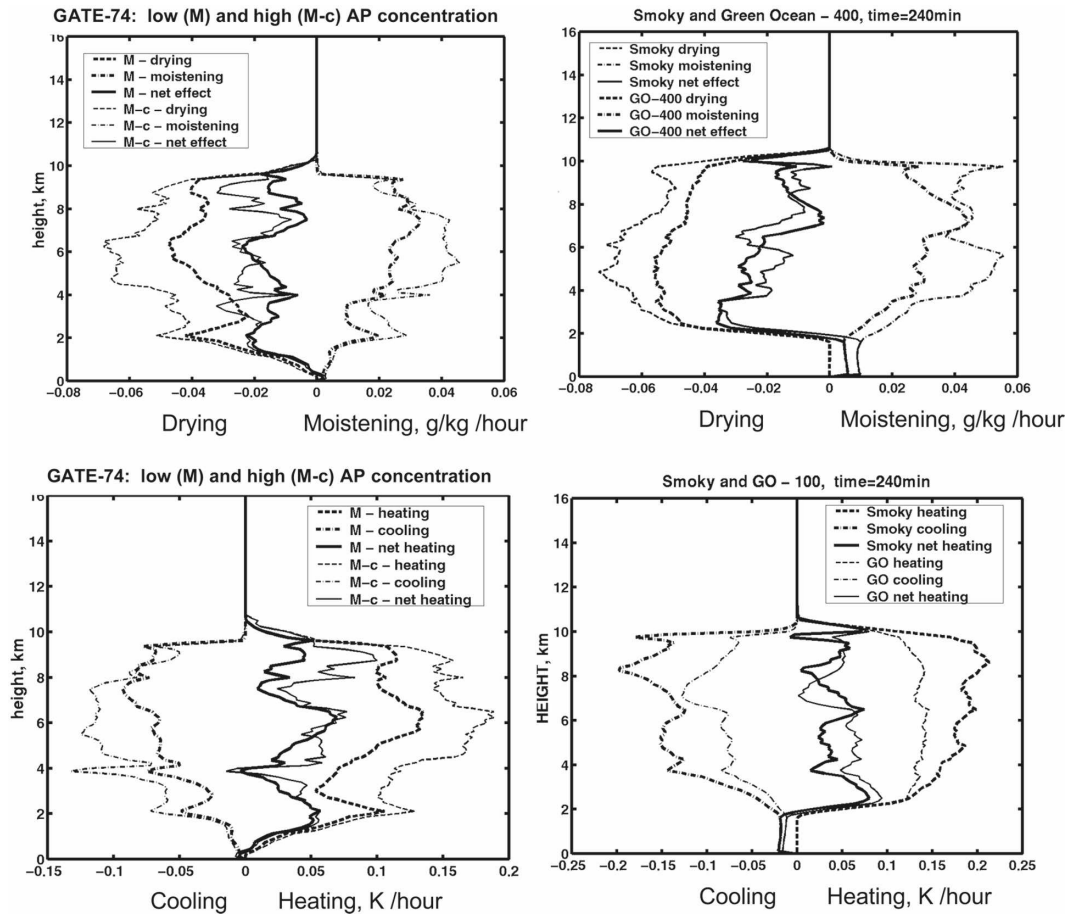 GATE-74: low (M) and high (M-c) AP concentration
16
14
12
10
8
6
4
2
0
height, km
M – drying
M – moistening
M – net effect
M–c – drying
M–c – moistening
M–c – net effect
−0.08
−0.06
−0.04
−0.02
0
0.02
0.04
0.06
Drying
Moistening, g/kg /hour
Smoky and Green Ocean – 400, time=240min
16
14
12
10
8
6
4
2
0
Smoky drying
Smoky moistening
Smoky net effect
GO–400 drying
GO–400 moistening
GO–400 net effect
−0.08
−0.06
−0.04
−0.02
0
0.02
0.04
0.06
Drying
Moistening, g/kg /hour
GATE-74: low (M) and high (M-c) AP concentration
16
14
12
10
8
6
4
2
0
height, km
M – heating
M – cooling
M – net heating
M–c – heating
M–c – cooling
M–c – net heating
−0.15
−0.1
−0.05
0
0.05
0.1
0.15
0.2
Cooling
Heating, K /hour
Smoky and GO – 100, time=240min
16
14
12
10
8
6
4
2
0
HEIGHT, km
Smoky heating
Smoky cooling
Smoky net heating
GO heating
GO cooling
GO net heating
−0.2
−0.15
−0.1
−0.05
0
0.05
0.1
0.15
0.2
0.25
Cooling
Heating, K /hour